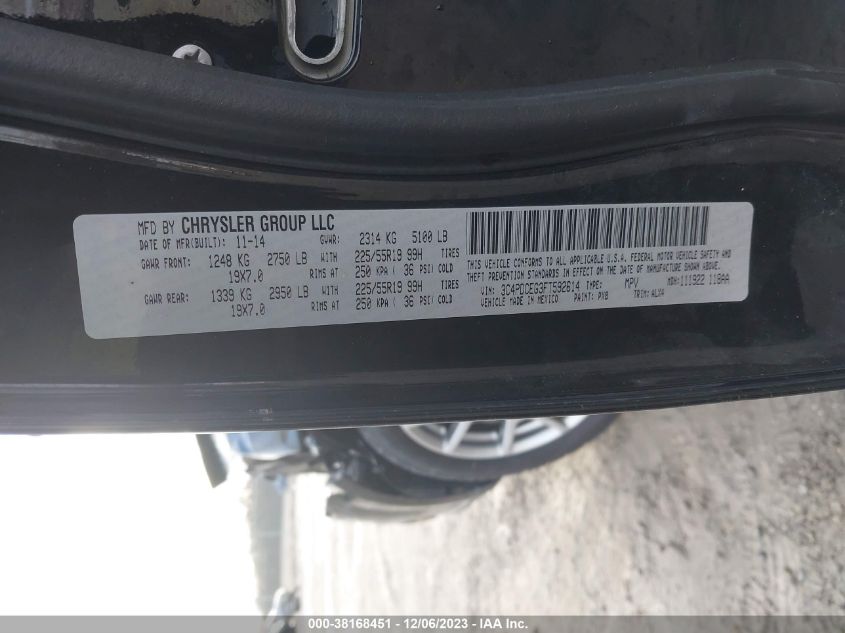 MFD BY CHRYSLER GROUP LLC
DATE OF MFR(BUILT): 11-14 GVWR: 2314 KG 5100 LB
GAWR FRONT: 1248 KG 2750 LB WITH 225/55R19 99H TIRES
19X7.0 RIMS AT 250 KPA ( 36 PSI) COLD
GAWR REAR: 1339 KG 2950 LB WITH 225/55R19 99H TIRES
19X7.0 RIMS AT 250 KPA ( 36 PSI) COLD
THIS VEHICLE CONFORMS TO ALL APPLICABLE U.S.A. FEDERAL MOTOR VEHICLE SAFETY AND
THEFT PREVENTION STANDARDS IN EFFECT ON THE DATE OF MANUFACTURE SHOWN ABOVE.
VIN: 3C4PDCEG3FT592614 TYPE: MPV MDH: 111922 118AA
VEHICLE MADE IN MEXICO PAINT: PXB TRIM: ALX9
000-38168451 - 12/06/2023 - IAA Inc.